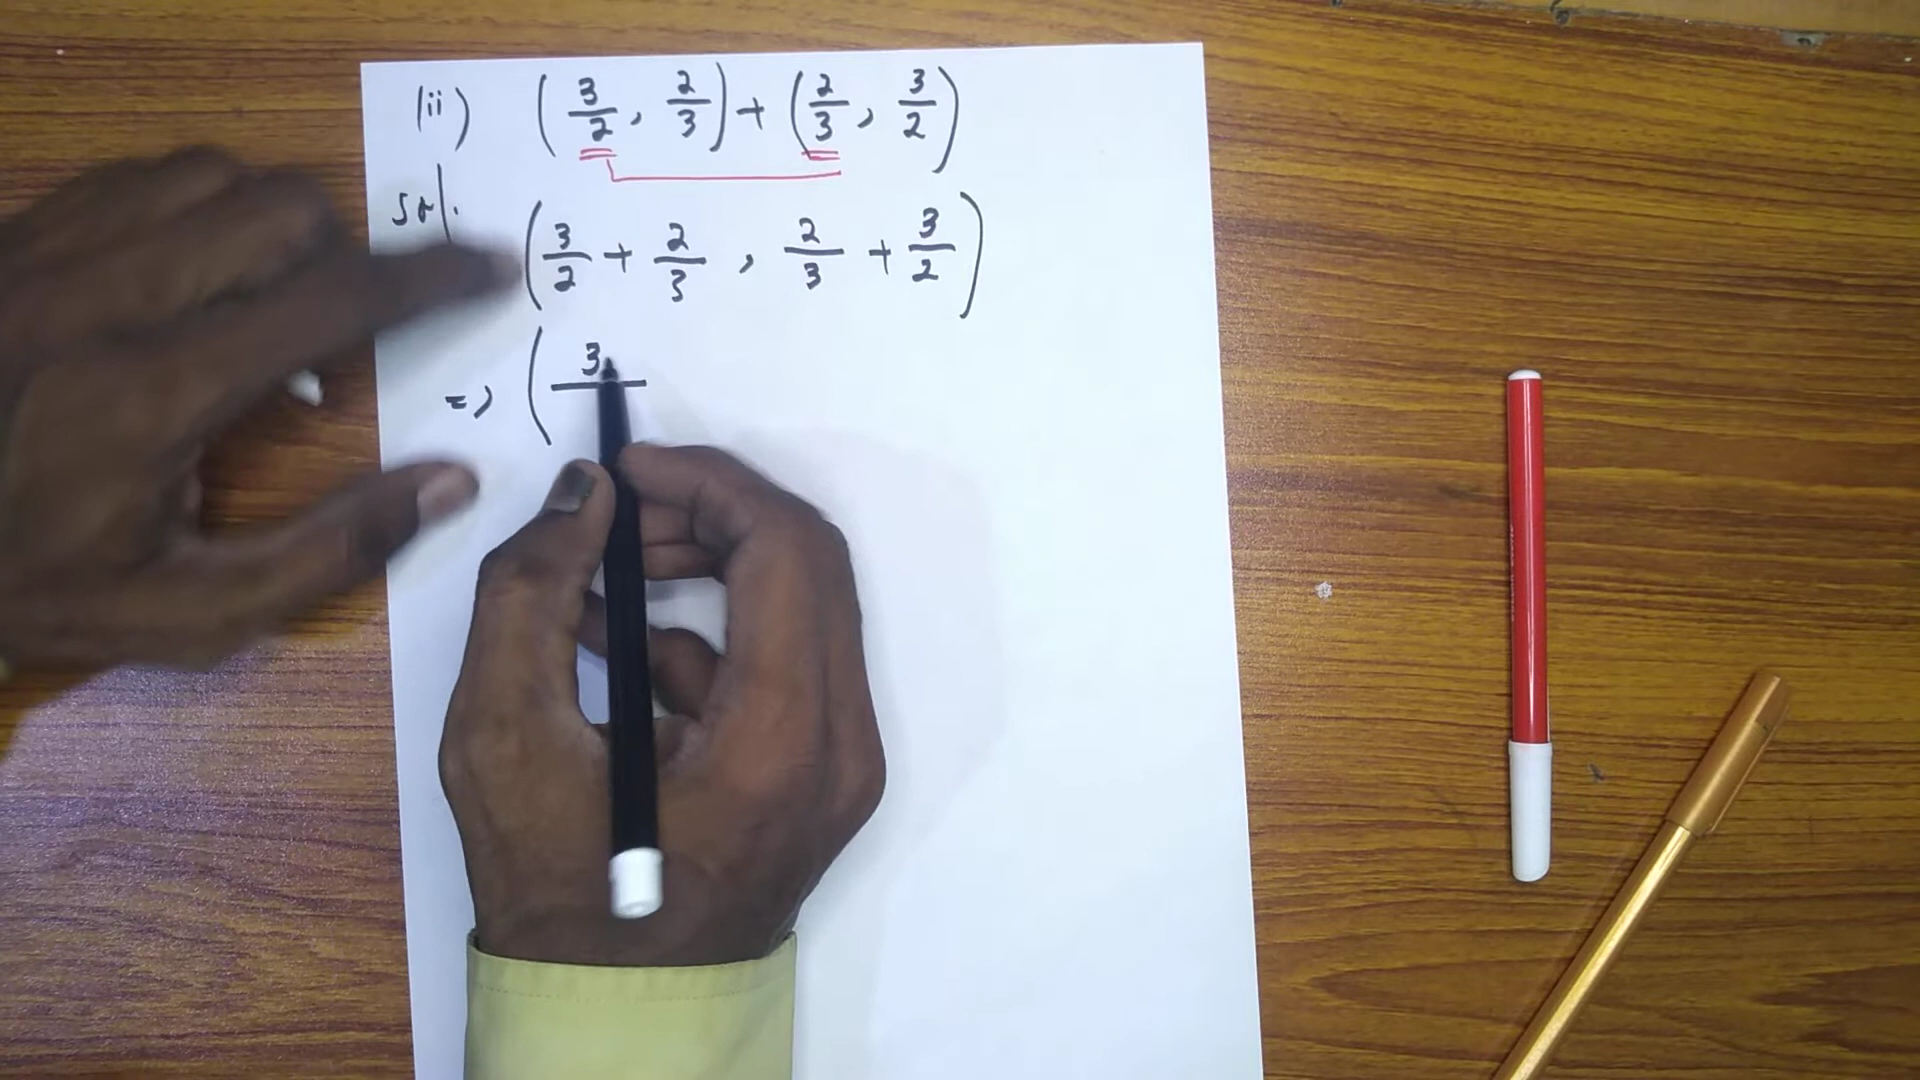 (ii) (3/2, 2/3) + (2/3, 3/2)
Sol. (3/2 + 2/3, 2/3 + 3/2)
=> (3